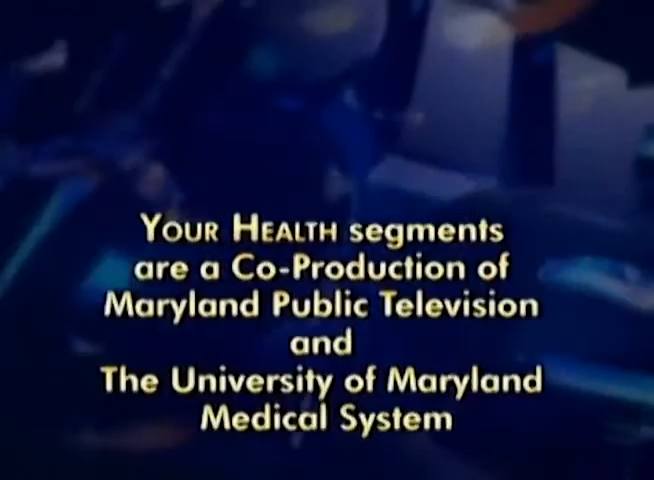 YOUR HEALTH segments
are a Co-Production of
Maryland Public Television
and
The University of Maryland
Medical System